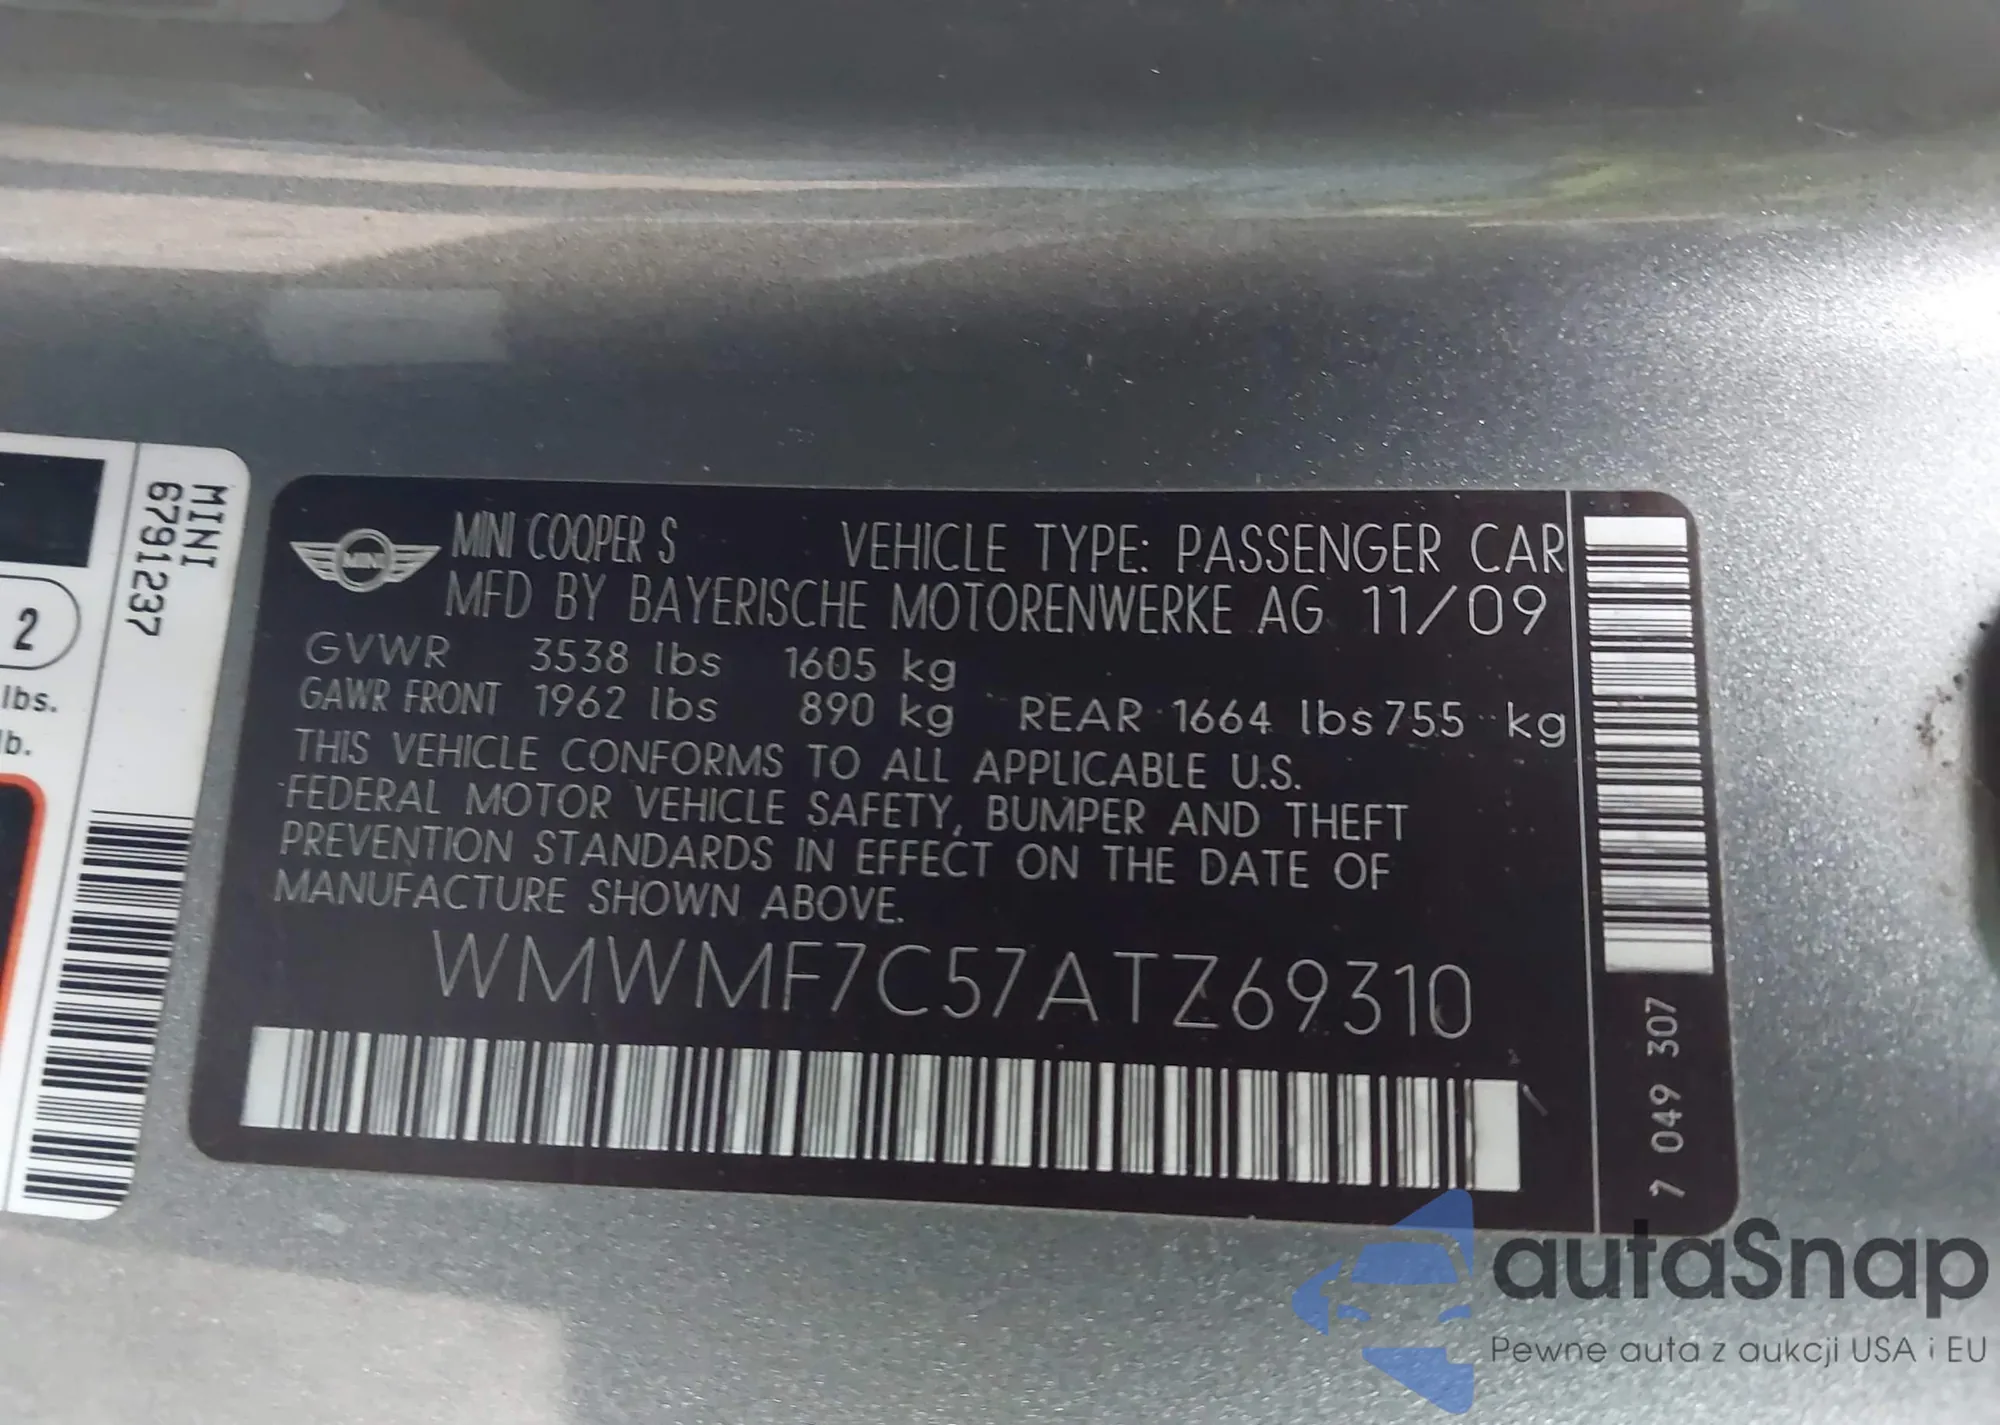 MINI
6791237
2
lbs.
lb.
MINI
MINI COOPER S VEHICLE TYPE: PASSENGER CAR
MFD BY BAYERISCHE MOTORENWERKE AG 11/09
GVWR 3538 lbs 1605 kg
GAWR FRONT 1962 lbs 890 kg REAR 1664 lbs 755 kg
THIS VEHICLE CONFORMS TO ALL APPLICABLE U.S.
FEDERAL MOTOR VEHICLE SAFETY, BUMPER AND THEFT
PREVENTION STANDARDS IN EFFECT ON THE DATE OF
MANUFACTURE SHOWN ABOVE.
WMWMF7C57ATZ69310
7 049 307
autaSnap
Pewne auta z aukcji USA i EU